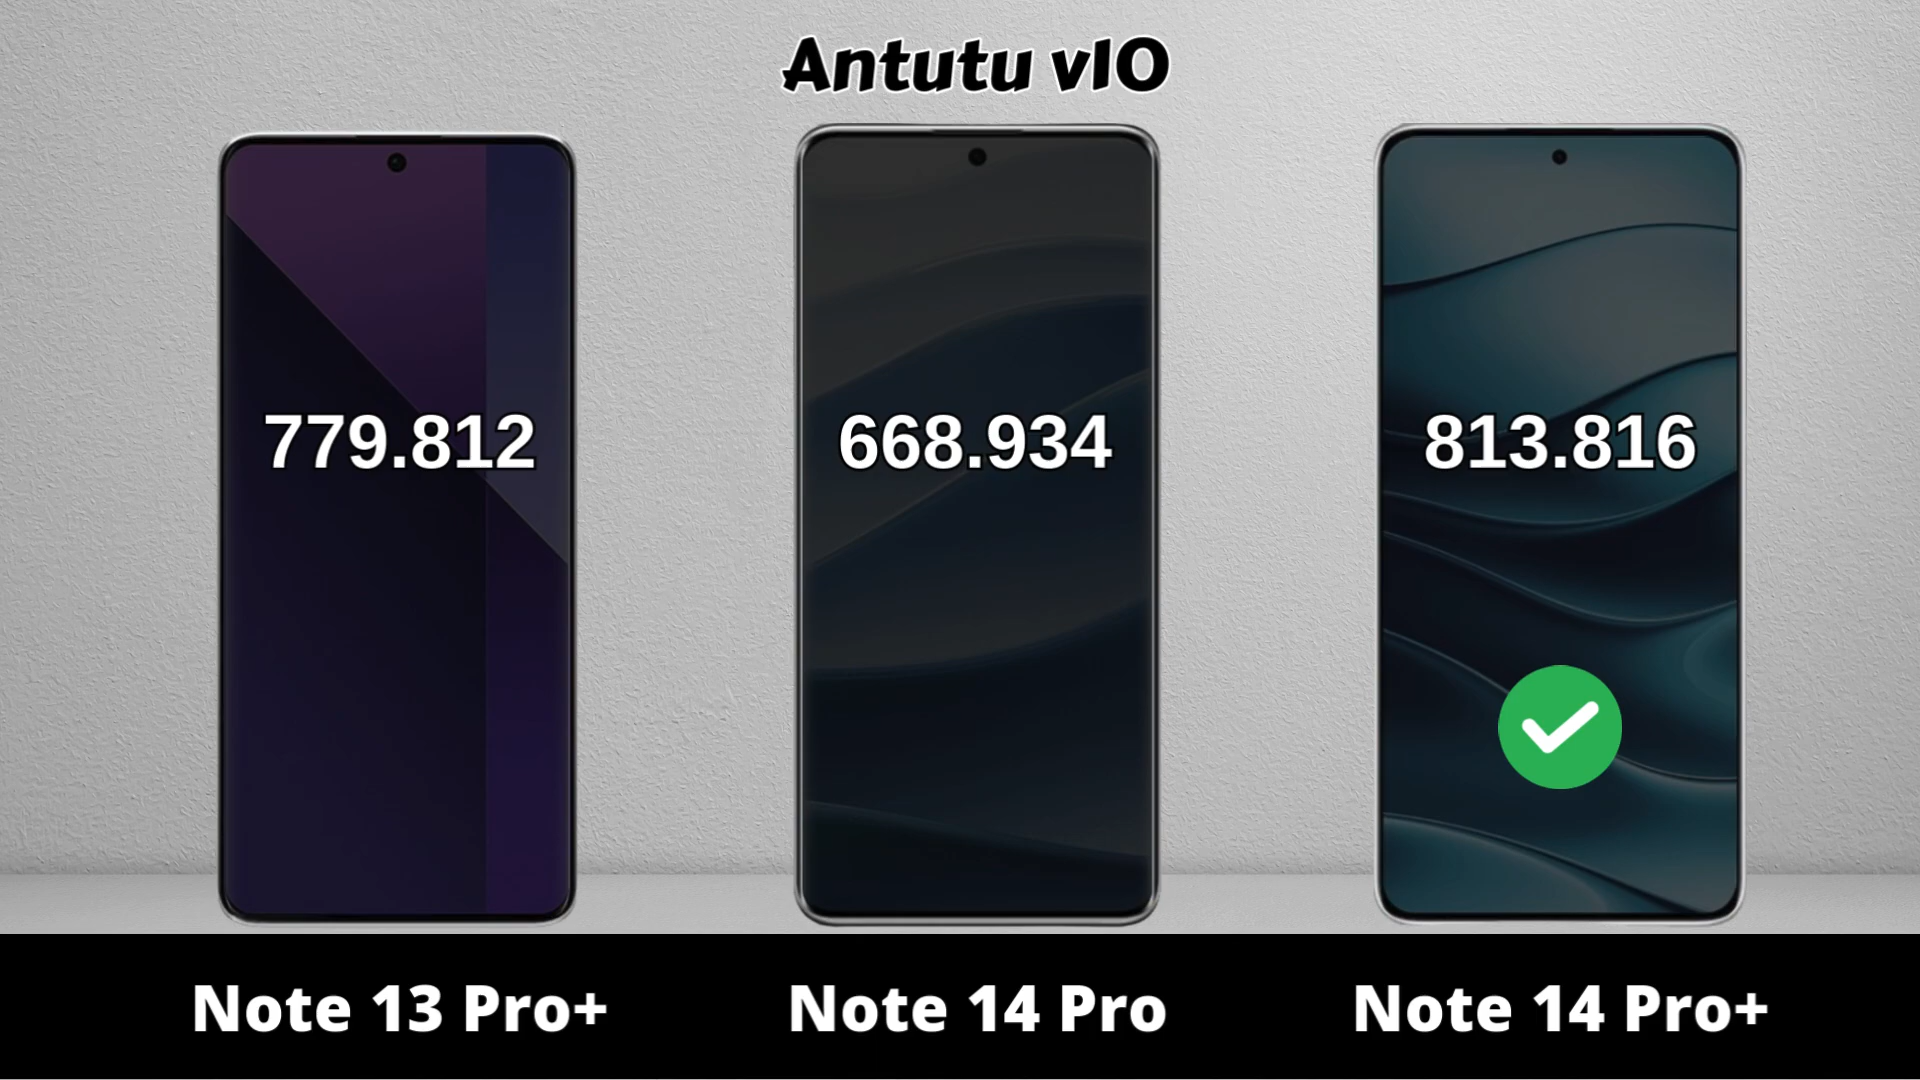 Antutu v10
779.812
668.934
813.816
Note 13 Pro+
Note 14 Pro
Note 14 Pro+